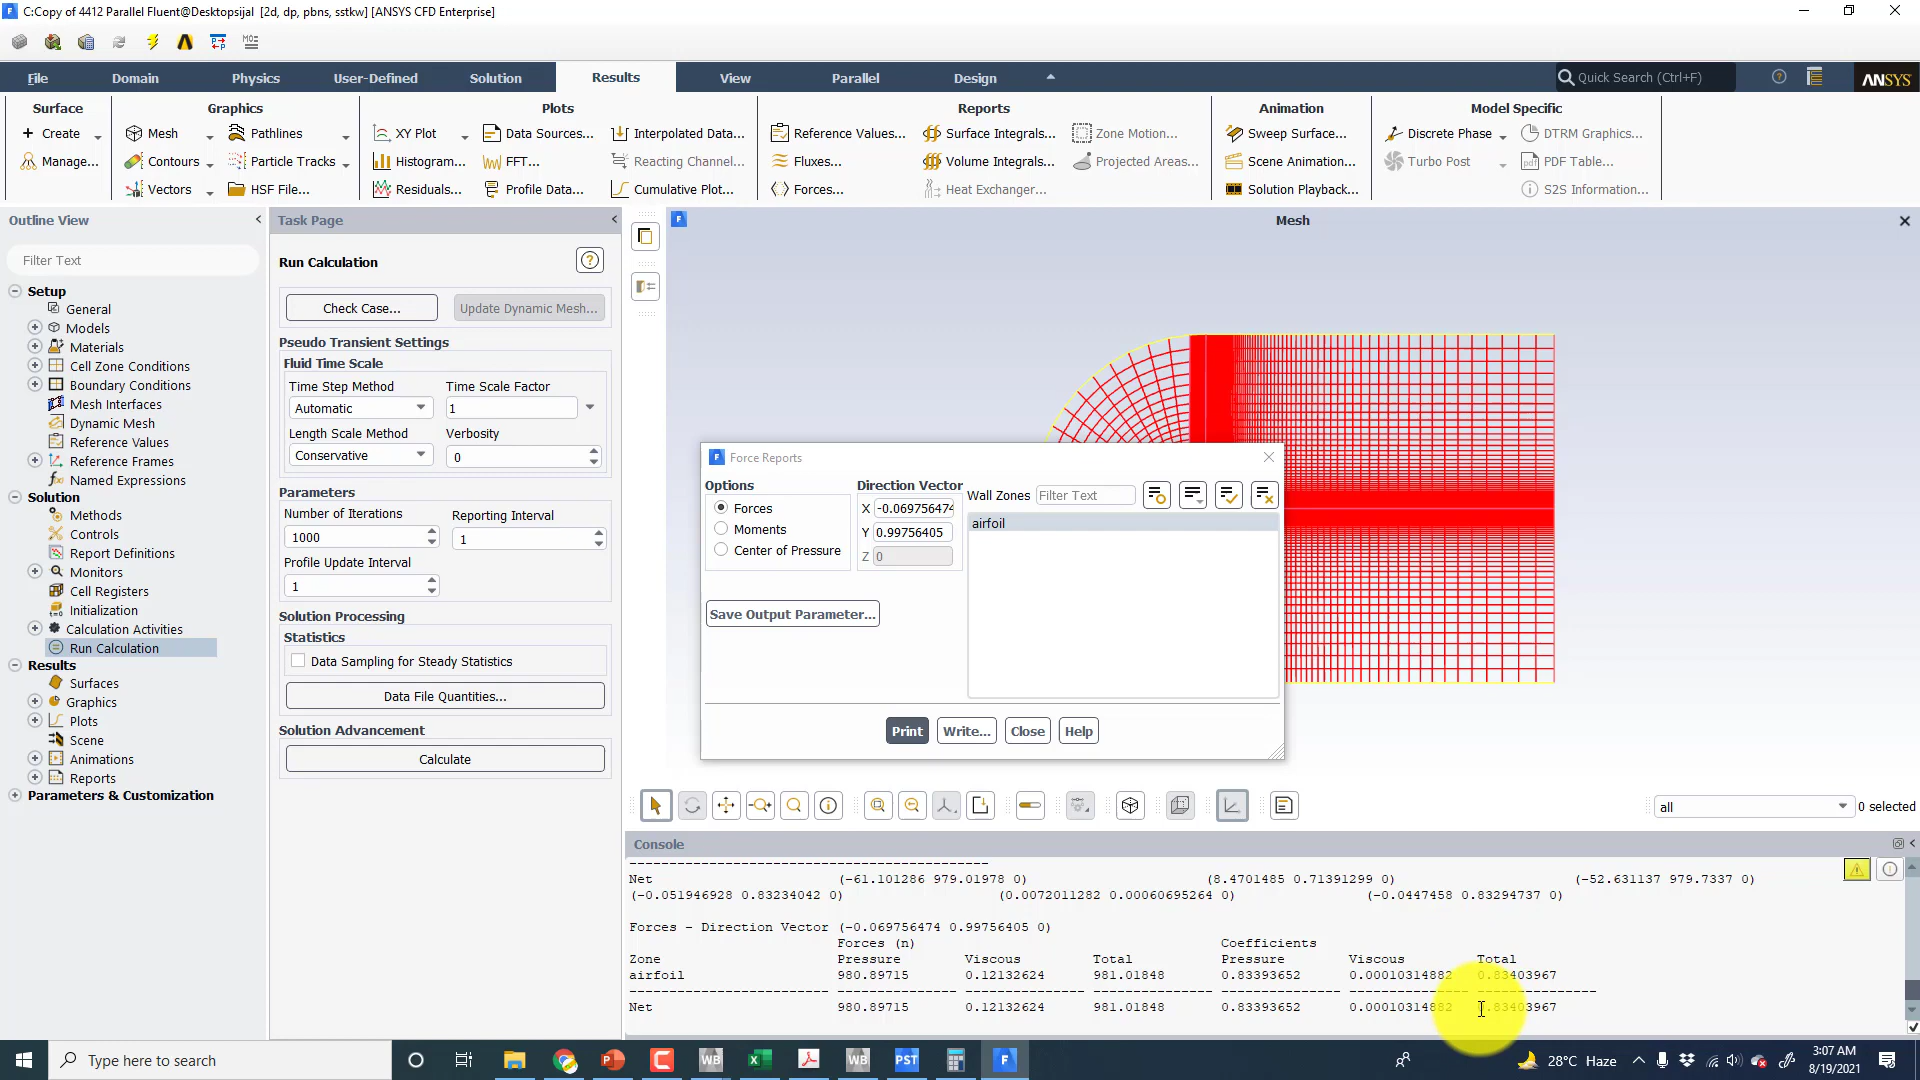 C:Copy of 4412 Parallel Fluent@Desktopsijal [2d, dp, pbns, sstkw] [ANSYS CFD Enterprise]
File Domain Physics User-Defined Solution Results View Parallel Design Quick Search (Ctrl+F) ANSYS
Surface Graphics Plots Reports Animation Model Specific
Create Mesh Pathlines XY Plot Data Sources... Interpolated Data... Reference Values... Surface Integrals... Zone Motion... Sweep Surface... Discrete Phase DTRM Graphics...
Manage... Contours Particle Tracks Histogram... FFT... Reacting Channel... Fluxes... Volume Integrals... Projected Areas... Scene Animation... Turbo Post PDF Table...
Vectors HSF File... Residuals... Profile Data... Cumulative Plot... Forces... Heat Exchanger... Solution Playback... S2S Information...
Outline View
Filter Text
Setup
General
Models
Materials
Cell Zone Conditions
Boundary Conditions
Mesh Interfaces
Dynamic Mesh
Reference Values
Reference Frames
Named Expressions
Solution
Methods
Controls
Report Definitions
Monitors
Cell Registers
Initialization
Calculation Activities
Run Calculation
Results
Surfaces
Graphics
Plots
Scene
Animations
Reports
Parameters & Customization
Task Page
Run Calculation
Check Case... Update Dynamic Mesh...
Pseudo Transient Settings
Fluid Time Scale
Time Step Method Time Scale Factor
Automatic 1
Length Scale Method Verbosity
Conservative 0
Parameters
Number of Iterations Reporting Interval
1000 1
Profile Update Interval
1
Solution Processing
Statistics
Data Sampling for Steady Statistics
Data File Quantities...
Solution Advancement
Calculate
Mesh
Force Reports
Options Direction Vector Wall Zones Filter Text
Forces X -0.069756474 airfoil
Moments Y 0.99756405
Center of Pressure Z 0
Save Output Parameter...
Print Write... Close Help
all 0 selected
Console
Net (-61.101286 979.01978 0) (8.4701485 0.71391299 0) (-52.631137 979.7337 0)
(-0.051946928 0.83234042 0) (0.0072011282 0.00060695264 0) (-0.0447458 0.83294737 0)
Forces - Direction Vector (-0.069756474 0.99756405 0)
Forces (n) Coefficients
Zone Pressure Viscous Total Pressure Viscous Total
airfoil 980.89715 0.12132624 981.01848 0.83393652 0.00010314882 0.83403967
Net 980.89715 0.12132624 981.01848 0.83393652 0.00010314882 0.83403967
Type here to search 28°C Haze 3:07 AM
8/19/2021